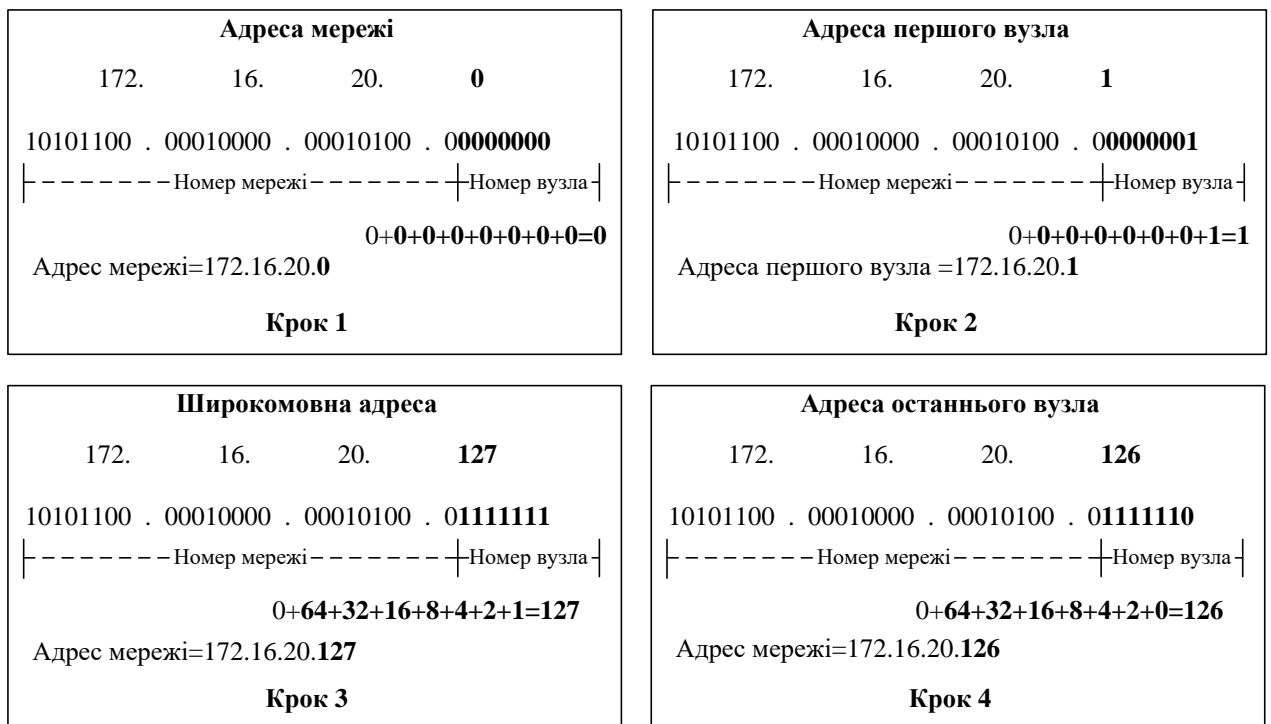 Адреса мережі
172. 16. 20. 0
10101100 . 00010000 . 00010100 . 00000000
Номер мережі Номер вузла
0+0+0+0+0+0+0+0=0
Адрес мережі=172.16.20.0
Крок 1
Адреса першого вузла
172. 16. 20. 1
10101100 . 00010000 . 00010100 . 00000001
Номер мережі Номер вузла
0+0+0+0+0+0+0+1=1
Адреса першого вузла =172.16.20.1
Крок 2
Широкомовна адреса
172. 16. 20. 127
10101100 . 00010000 . 00010100 . 01111111
Номер мережі Номер вузла
0+64+32+16+8+4+2+1=127
Адрес мережі=172.16.20.127
Крок 3
Адреса останнього вузла
172. 16. 20. 126
10101100 . 00010000 . 00010100 . 01111110
Номер мережі Номер вузла
0+64+32+16+8+4+2+0=126
Адрес мережі=172.16.20.126
Крок 4